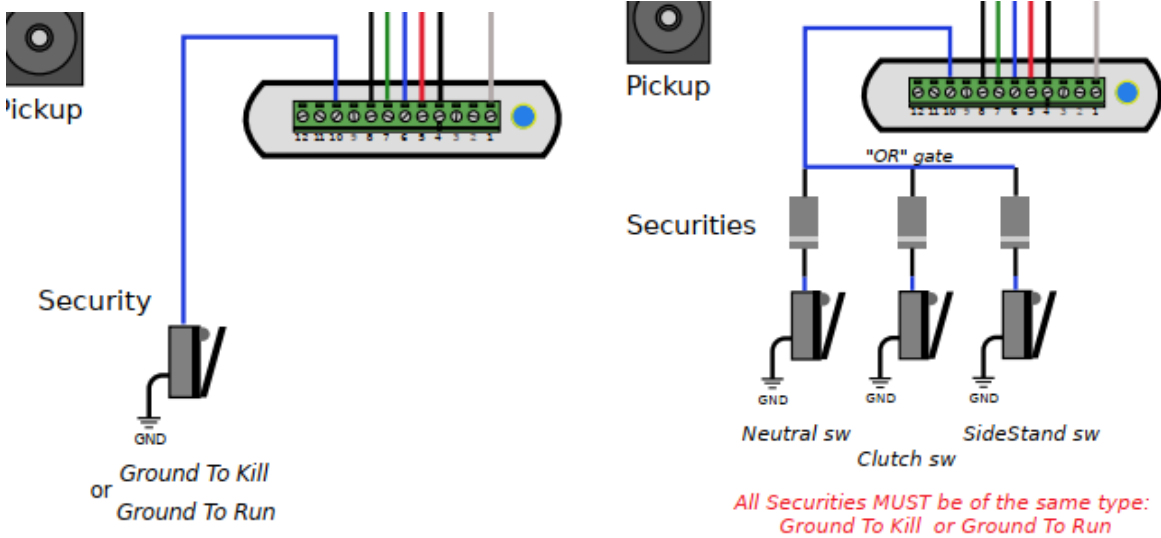 Pickup
12 11 10 9 8 7 6 5 4 3 2 1
Security
GND
Ground To Kill
or
Ground To Run
Pickup
12 11 10 9 8 7 6 5 4 3 2 1
"OR" gate
Securities
GND GND GND
Neutral sw
SideStand sw
Clutch sw
All Securities MUST be of the same type:
Ground To Kill or Ground To Run